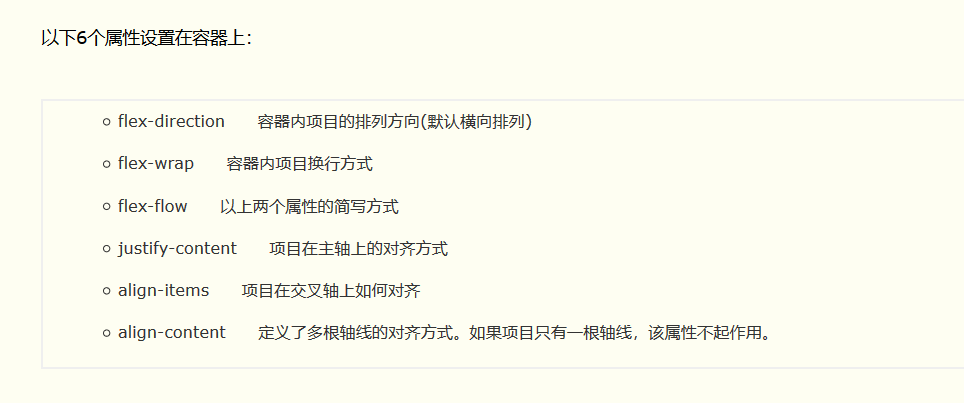 以下6个属性设置在容器上：
flex-direction 容器内项目的排列方向(默认横向排列)
flex-wrap 容器内项目换行方式
flex-flow 以上两个属性的简写方式
justify-content 项目在主轴上的对齐方式
align-items 项目在交叉轴上如何对齐
align-content 定义了多根轴线的对齐方式。如果项目只有一根轴线，该属性不起作用。